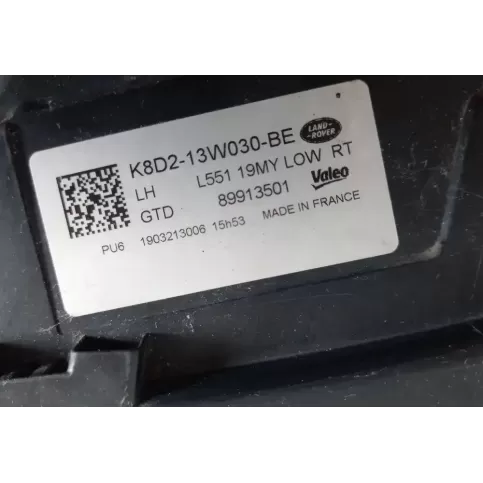 K8D2-13W030-BE
LAND-
ROVER
LH L551 19MY LOW RT
GTD 89913501 Valeo
PU6 1903213006 15h53 MADE IN FRANCE